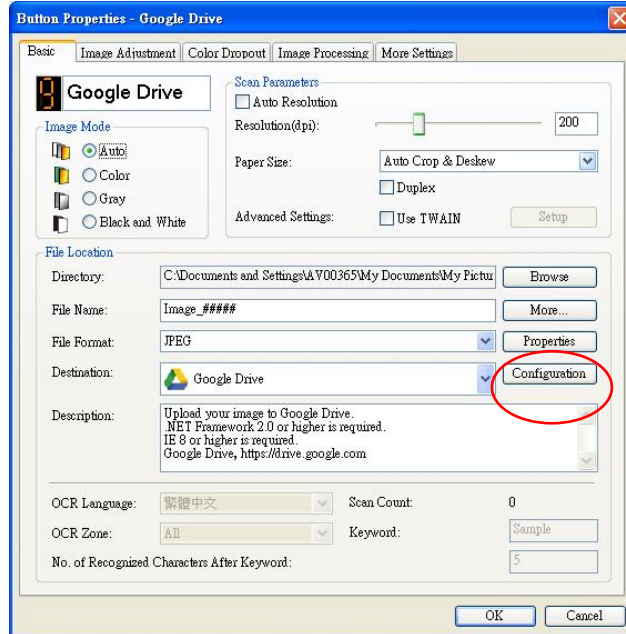 Button Properties - Google Drive
Basic Image Adjustment Color Dropout Image Processing More Settings
9 Google Drive
Scan Parameters
Auto Resolution
Resolution(dpi): 200
Paper Size: Auto Crop & Deskew
Duplex
Advanced Settings: Use TWAIN Setup
Image Mode
Auto
Color
Gray
Black and White
File Location
Directory: C:\Documents and Settings\AV00365\My Documents\My Pictur Browse
File Name: Image_##### More...
File Format: JPEG Properties
Destination: Google Drive Configuration
Description: Upload your image to Google Drive.
.NET Framework 2.0 or higher is required.
IE 8 or higher is required.
Google Drive, https://drive.google.com
OCR Language: 繁體中文 Scan Count: 0
OCR Zone: All Keyword: Sample
No. of Recognized Characters After Keyword: 5
OK Cancel